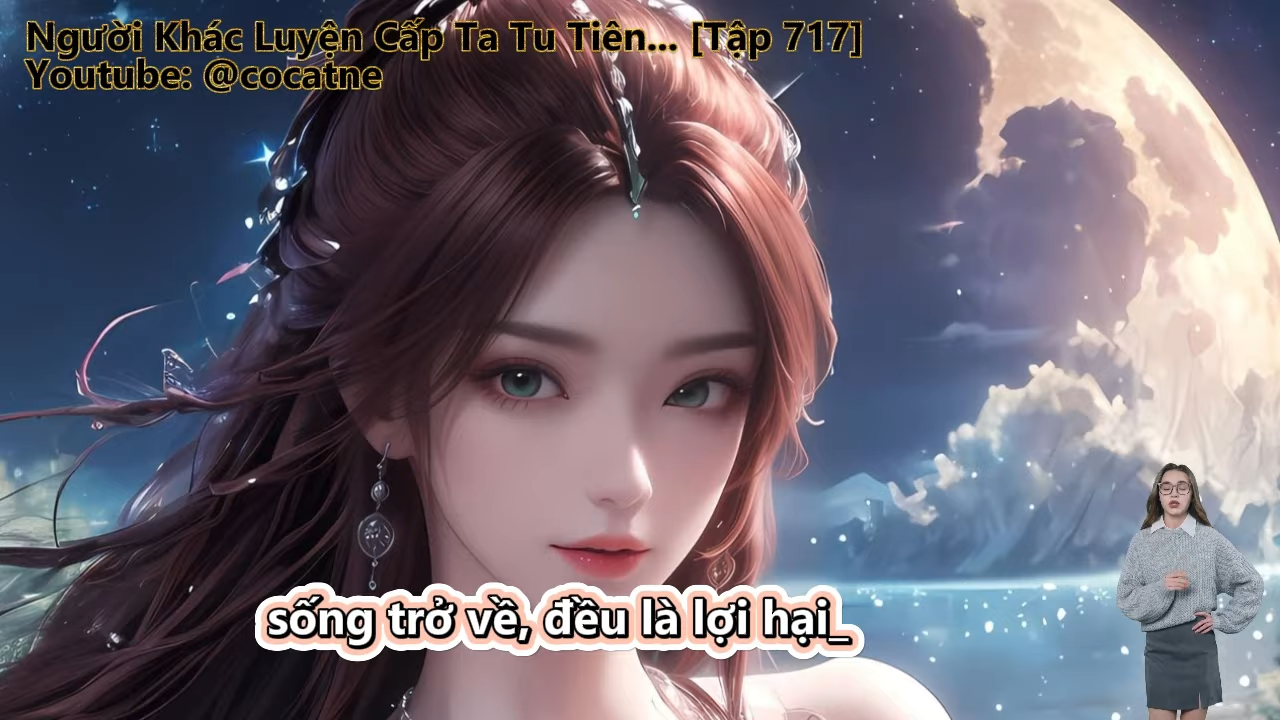 Người Khác Luyện Cấp Ta Tu Tiên... [Tập 717]
Youtube: @cocatne
sống trở về, đều là lợi hại_